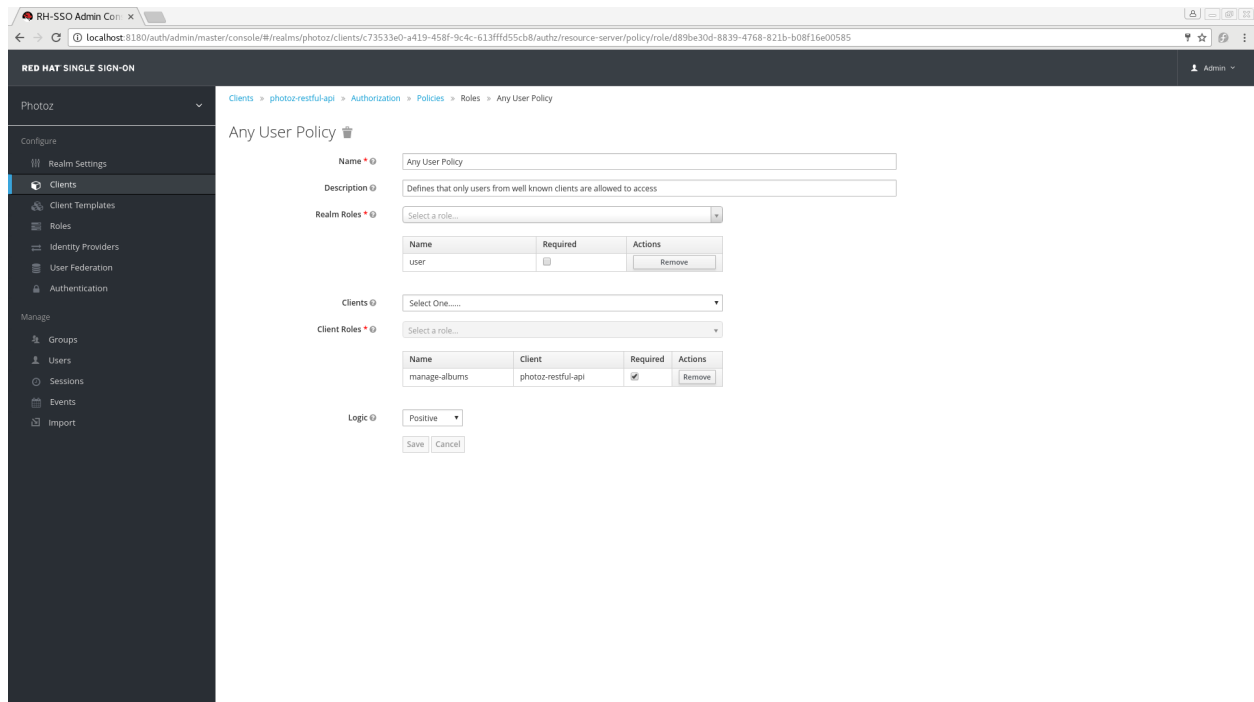 RH-SSO Admin Con
localhost:8180/auth/admin/master/console/#/realms/photoz/clients/c73533e0-a419-458f-9c4c-613fffd55cb8/authz/resource-server/policy/role/d89be30d-8839-4768-821b-b08f16e00585
RED HAT SINGLE SIGN-ON
Admin
Photoz
Configure
Realm Settings
Clients
Client Templates
Roles
Identity Providers
User Federation
Authentication
Manage
Groups
Users
Sessions
Events
Import
Clients » photoz-restful-api » Authorization » Policies » Roles » Any User Policy
Any User Policy
Name * Any User Policy
Description Defines that only users from well known clients are allowed to access
Realm Roles * Select a role...
Name Required Actions
user Remove
Clients Select One......
Client Roles * Select a role...
Name Client Required Actions
manage-albums photoz-restful-api Remove
Logic Positive
Save Cancel